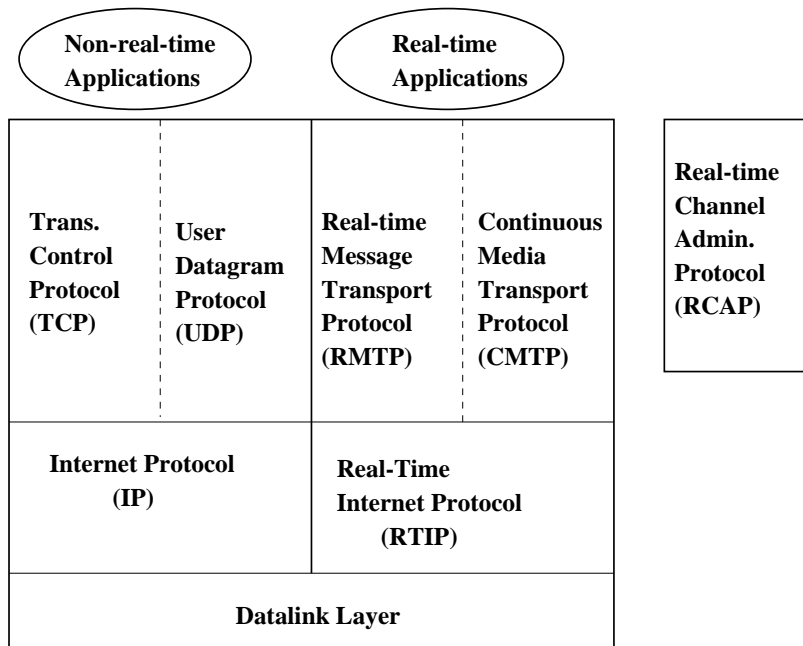 Non-real-time
Applications
Real-time
Applications
Trans.
Control
Protocol
(TCP)
User
Datagram
Protocol
(UDP)
Real-time
Message
Transport
Protocol
(RMTP)
Continuous
Media
Transport
Protocol
(CMTP)
Real-time
Channel
Admin.
Protocol
(RCAP)
Internet Protocol
(IP)
Real-Time
Internet Protocol
(RTIP)
Datalink Layer